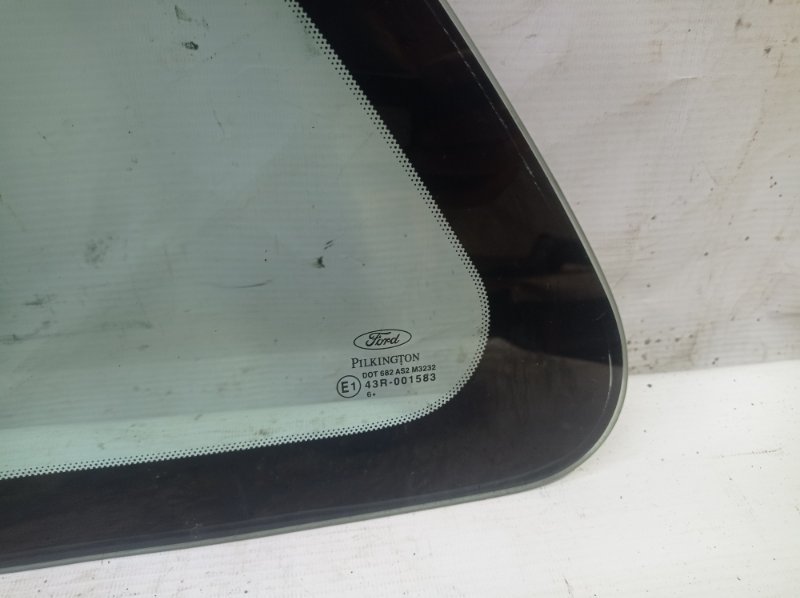 Ford
PILKINGTON
DOT 682 AS2 M3232
E1 43R-001583
6•